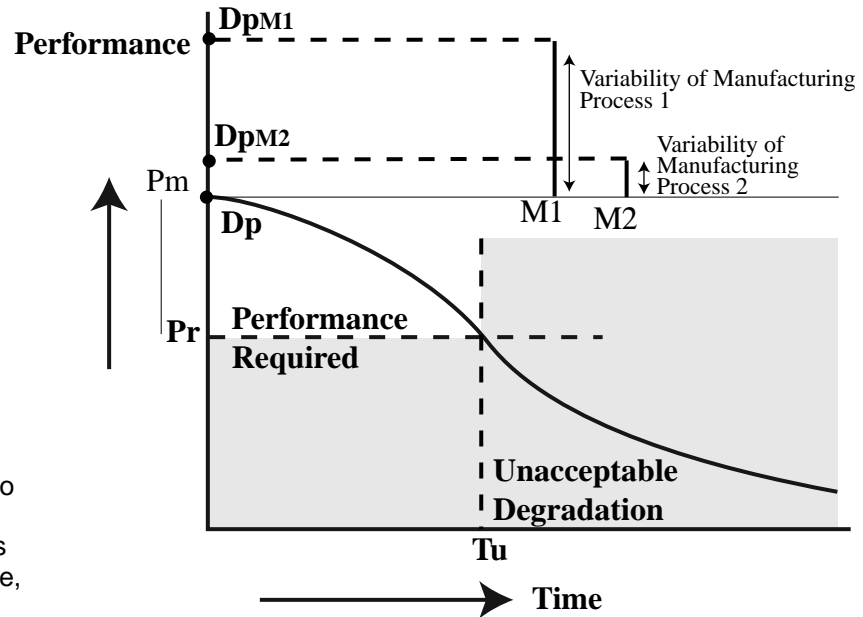 DpM1
Performance
Variability of Manufacturing
Process 1
DpM2
Variability of
Manufacturing
Process 2
Pm
M1
M2
Dp
Pr
Performance
Required
Unacceptable
Degradation
o
s
e,
Tu
Time